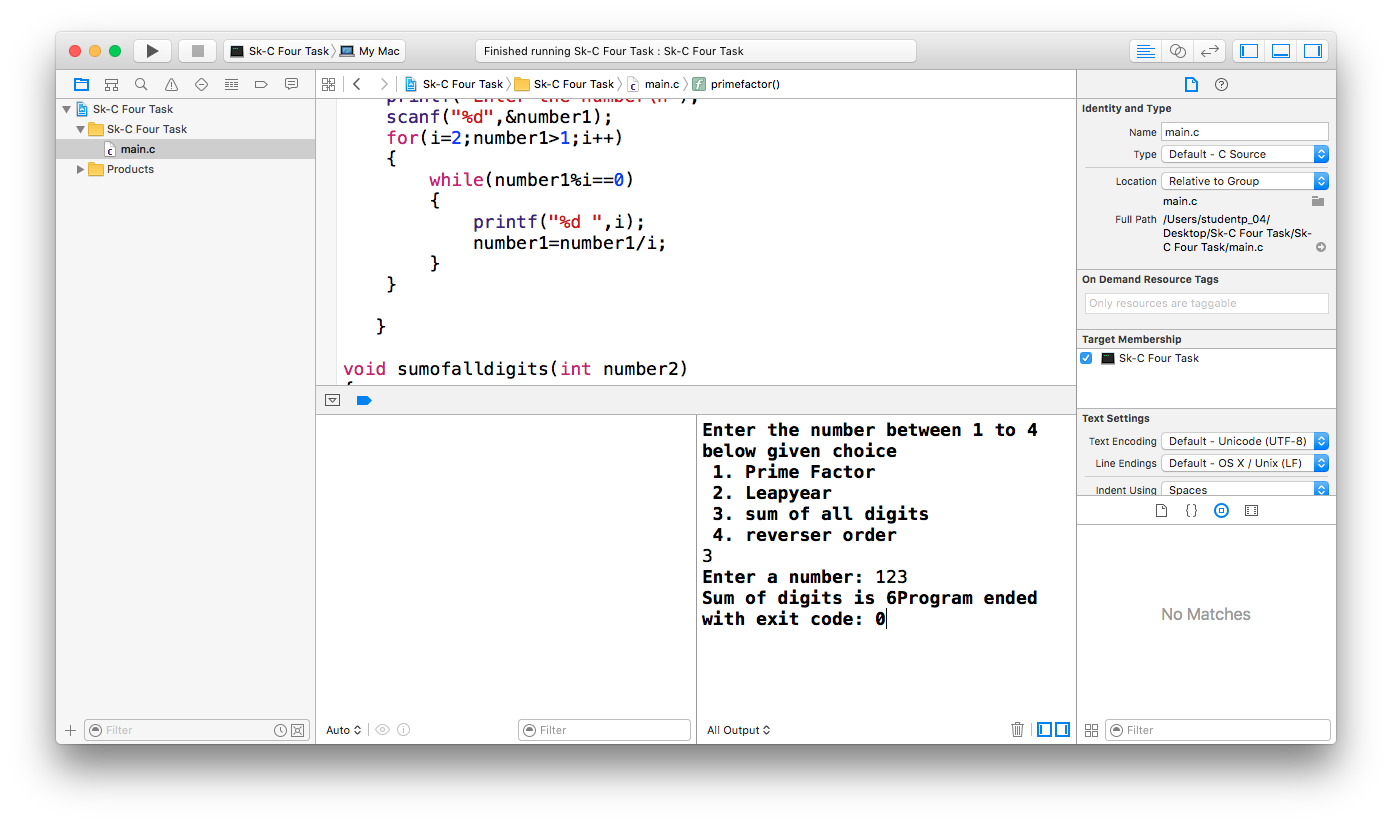 Sk-C Four Task My Mac
Finished running Sk-C Four Task : Sk-C Four Task
Sk-C Four Task
Sk-C Four Task
main.c
Products
Filter
Sk-C Four Task Sk-C Four Task main.c primefactor()
printf("Enter the number\n");
scanf("%d",&number1);
for(i=2;number1>1;i++)
{
while(number1%i==0)
{
printf("%d ",i);
number1=number1/i;
}
}
}
void sumofalldigits(int number2)
{
Auto
Filter
Enter the number between 1 to 4
below given choice
1. Prime Factor
2. Leapyear
3. sum of all digits
4. reverser order
3
Enter a number: 123
Sum of digits is 6Program ended
with exit code: 0
All Output
Identity and Type
Name main.c
Type Default - C Source
Location Relative to Group
main.c
Full Path /Users/studentp_04/
Desktop/Sk-C Four Task/Sk-
C Four Task/main.c
On Demand Resource Tags
Only resources are taggable
Target Membership
Sk-C Four Task
Text Settings
Text Encoding Default - Unicode (UTF-8)
Line Endings Default - OS X / Unix (LF)
Indent Using Spaces
{}
No Matches
Filter